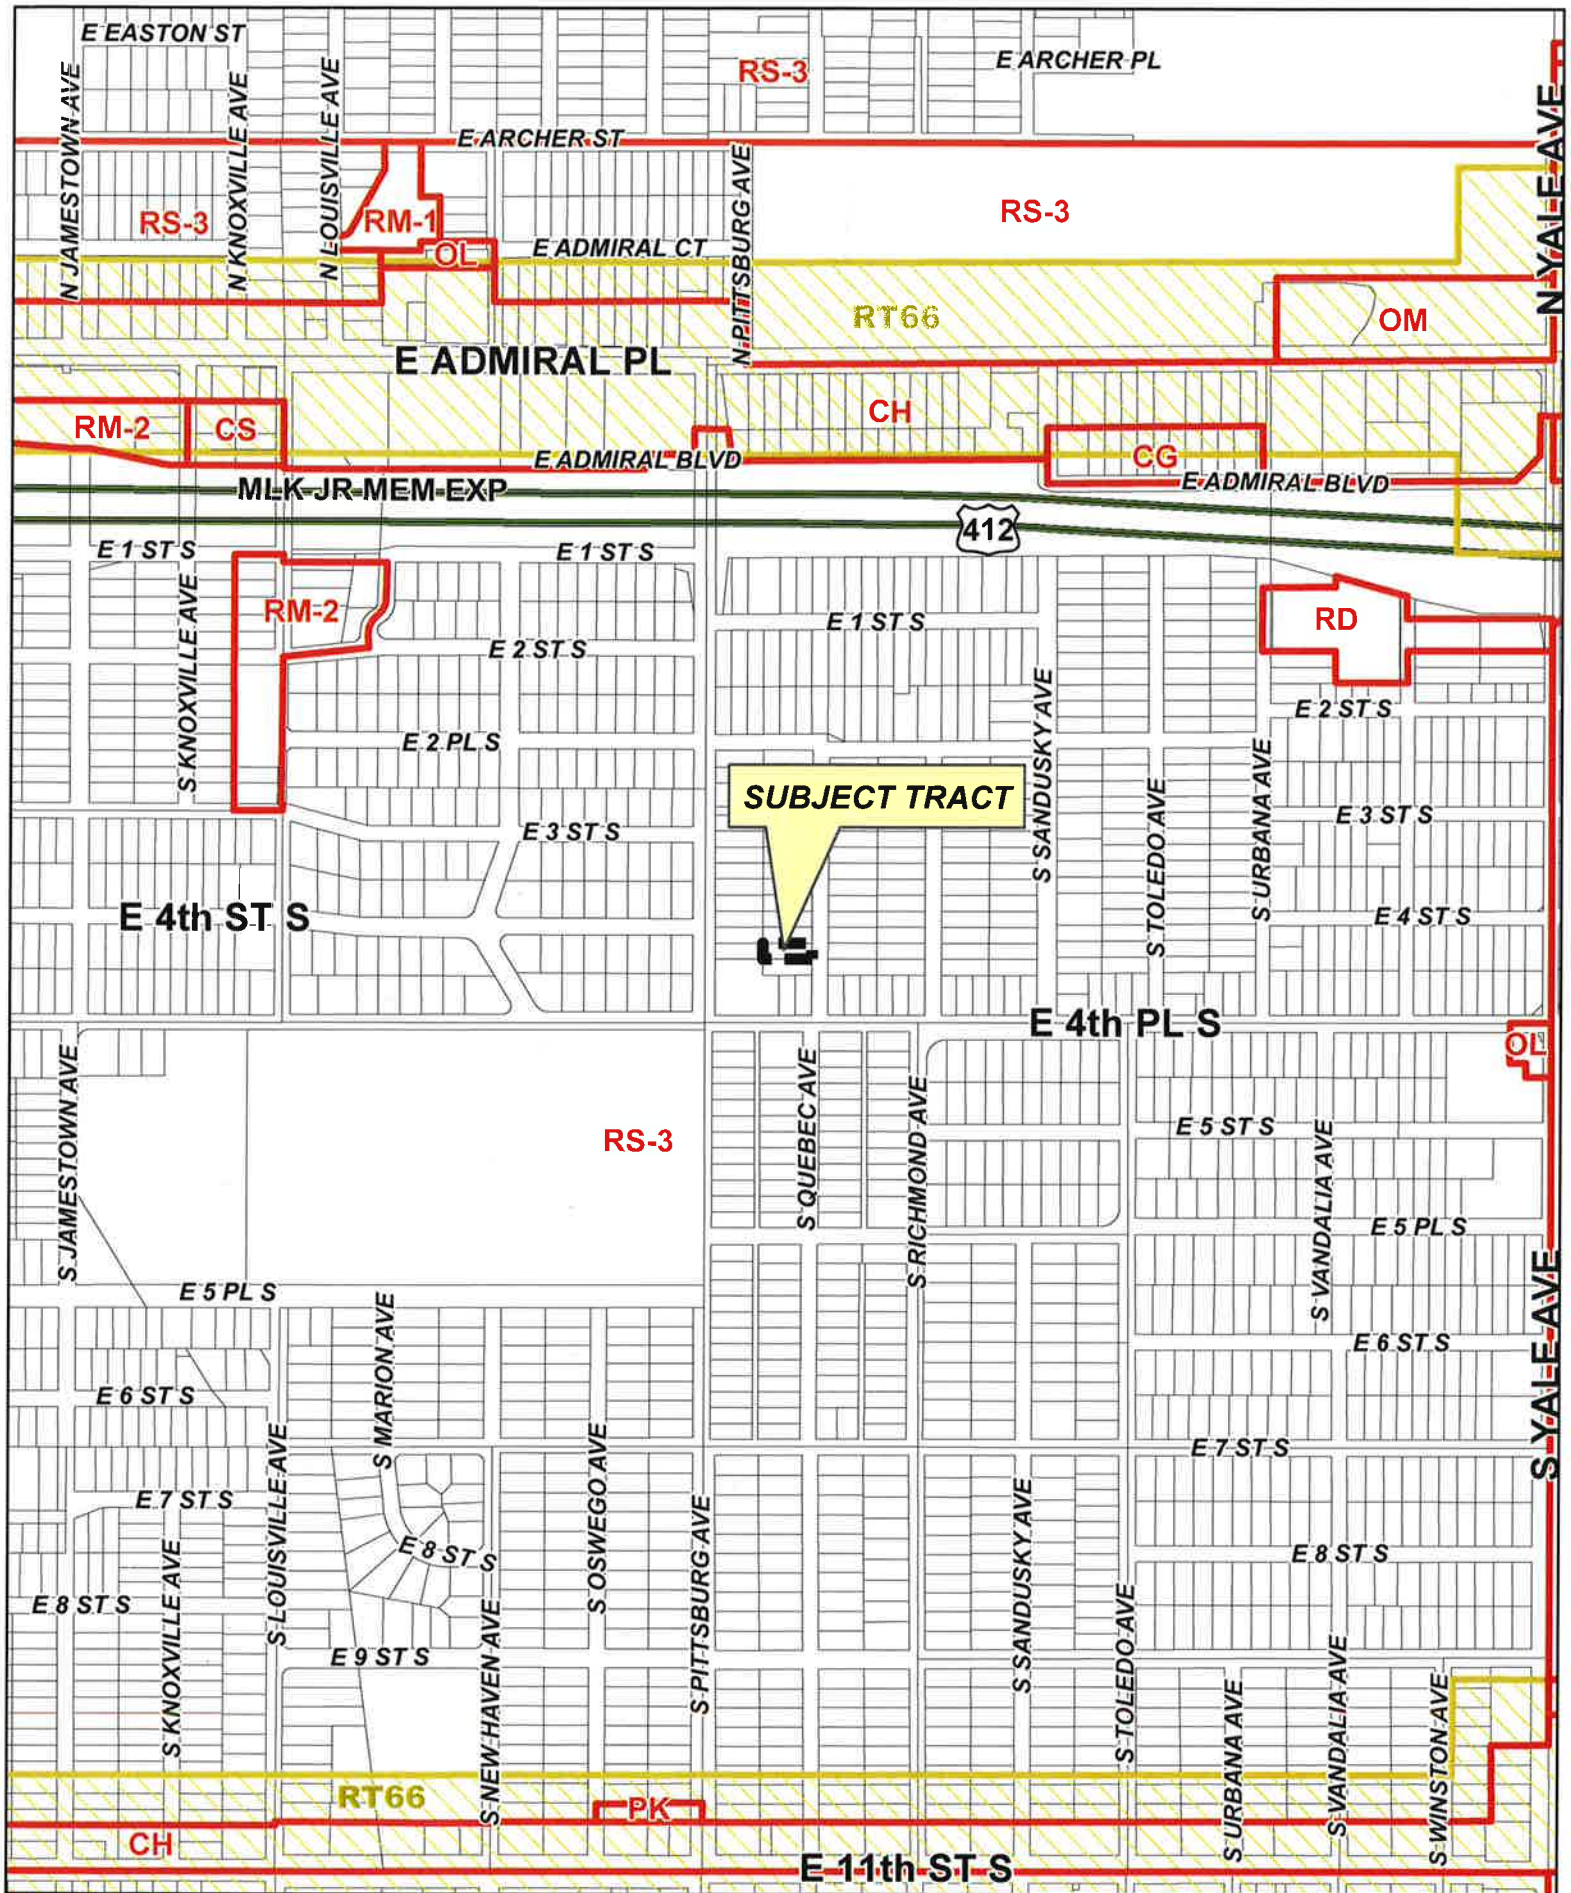 E EASTON ST
E ARCHER PL
RS-3
N JAMESTOWN AVE
N KNOXVILLE AVE
N LOUISVILLE AVE
E ARCHER ST
N PITTSBURG AVE
N YALE AVE
RS-3
RM-1
RS-3
OL
E ADMIRAL CT
RT66
OM
E ADMIRAL PL
RM-2
CS
CH
E ADMIRAL BLVD
CG
E ADMIRAL BLVD
MLK JR MEM EXP
412
E 1 ST S
E 1 ST S
RM-2
S KNOXVILLE AVE
E 1 ST S
RD
E 2 ST S
S SANDUSKY AVE
E 2 ST S
E 2 PL S
S URBANA AVE
S TOLEDO AVE
SUBJECT TRACT
E 3 ST S
E 3 ST S
E 4th ST S
E 4 ST S
E 4th PL S
OL
S JAMESTOWN AVE
S QUEBEC AVE
S RICHMOND AVE
RS-3
E 5 ST S
S VANDALIA AVE
E 5 PL S
E 5 PL S
S MARION AVE
S YALE AVE
E 6 ST S
E 6 ST S
S LOUISVILLE AVE
S OSWEGO AVE
E 7 ST S
E 7 ST S
S PITTSBURG AVE
S SANDUSKY AVE
S KNOXVILLE AVE
E 8 ST S
E 8 ST S
E 8 ST S
S NEW HAVEN AVE
S TOLEDO AVE
E 9 ST S
S URBANA AVE
S VANDALIA AVE
S WINSTON AVE
RT66
PK
CH
E 11th ST S